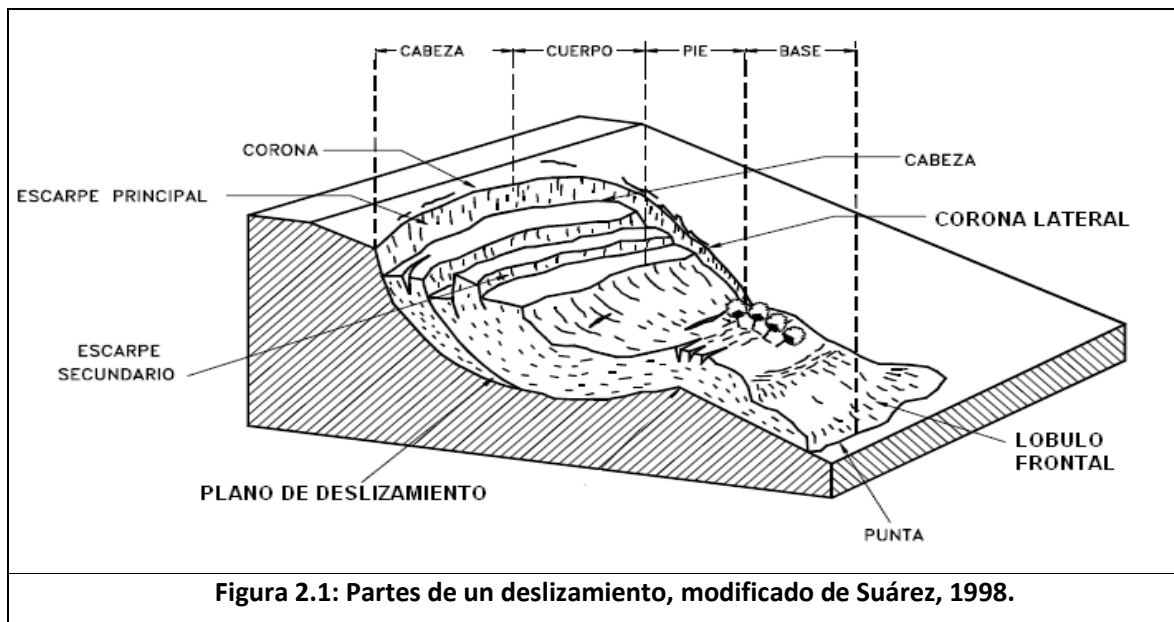 CABEZA
CUERPO
PIE
BASE
CORONA
CABEZA
ESCARPE PRINCIPAL
CORONA LATERAL
ESCARPE
SECUNDARIO
LOBULO
FRONTAL
PLANO DE DESLIZAMIENTO
PUNTA
Figura 2.1: Partes de un deslizamiento, modificado de Suárez, 1998.